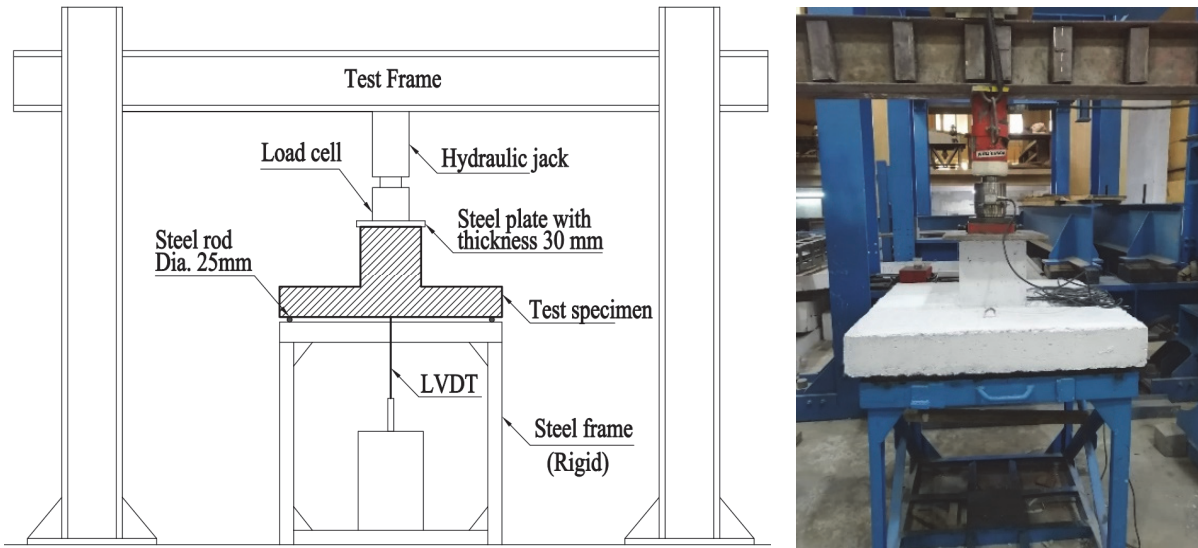 Test Frame
Load cell
Hydraulic jack
Steel plate with
thickness 30 mm
Steel rod
Dia. 25mm
Test specimen
LVDT
Steel frame
(Rigid)